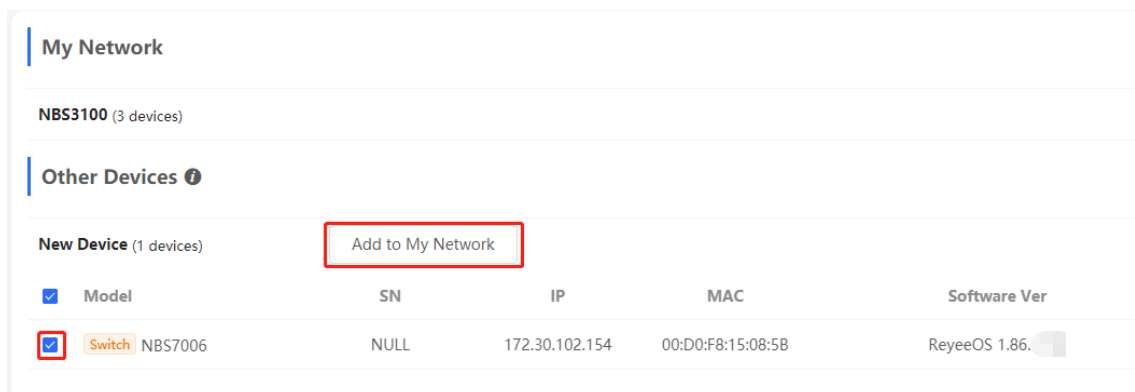 My Network
NBS3100 (3 devices)
Other Devices
New Device (1 devices) Add to My Network
Model SN IP MAC Software Ver
Switch NBS7006 NULL 172.30.102.154 00:D0:F8:15:08:5B ReyeeOS 1.86.